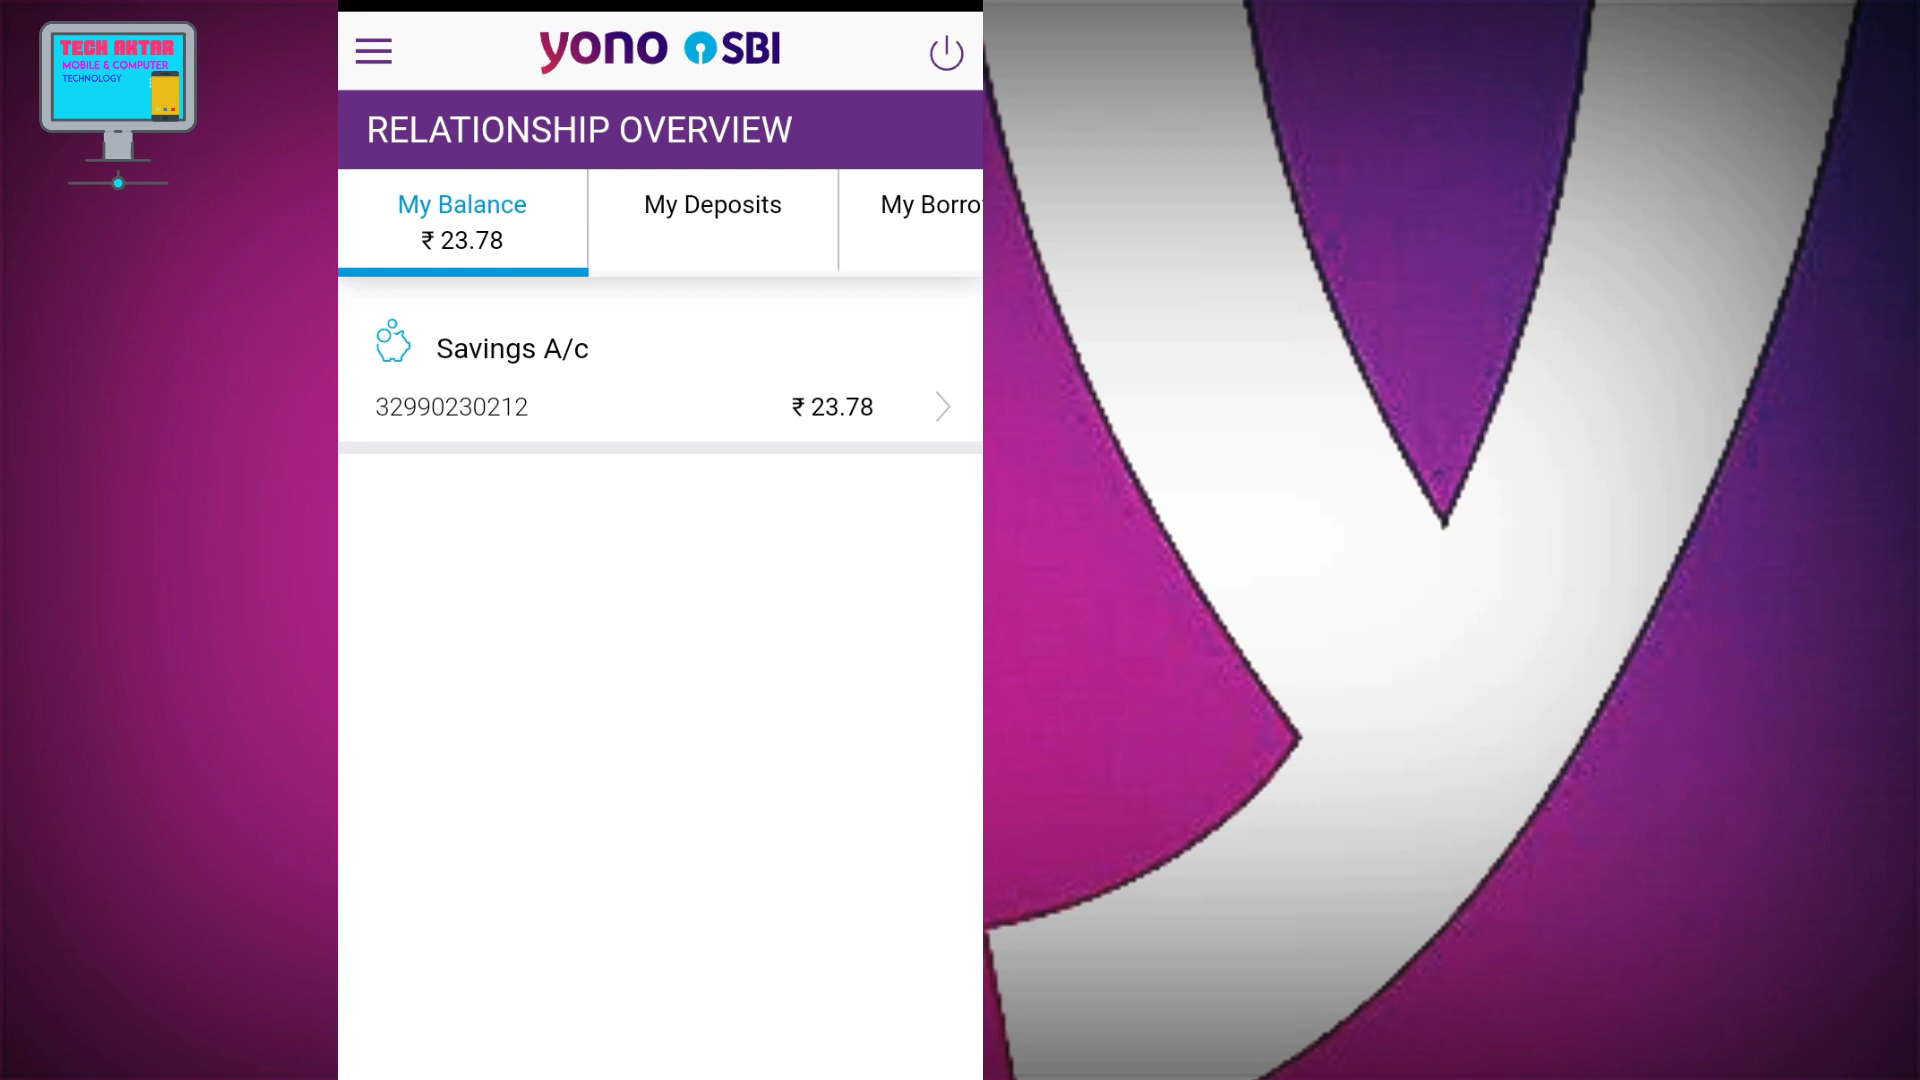 TECH AKTAR
MOBILE & COMPUTER
TECHNOLOGY
yono SBI
RELATIONSHIP OVERVIEW
My Balance
₹ 23.78
My Deposits
My Borro
Savings A/c
32990230212
₹ 23.78
y